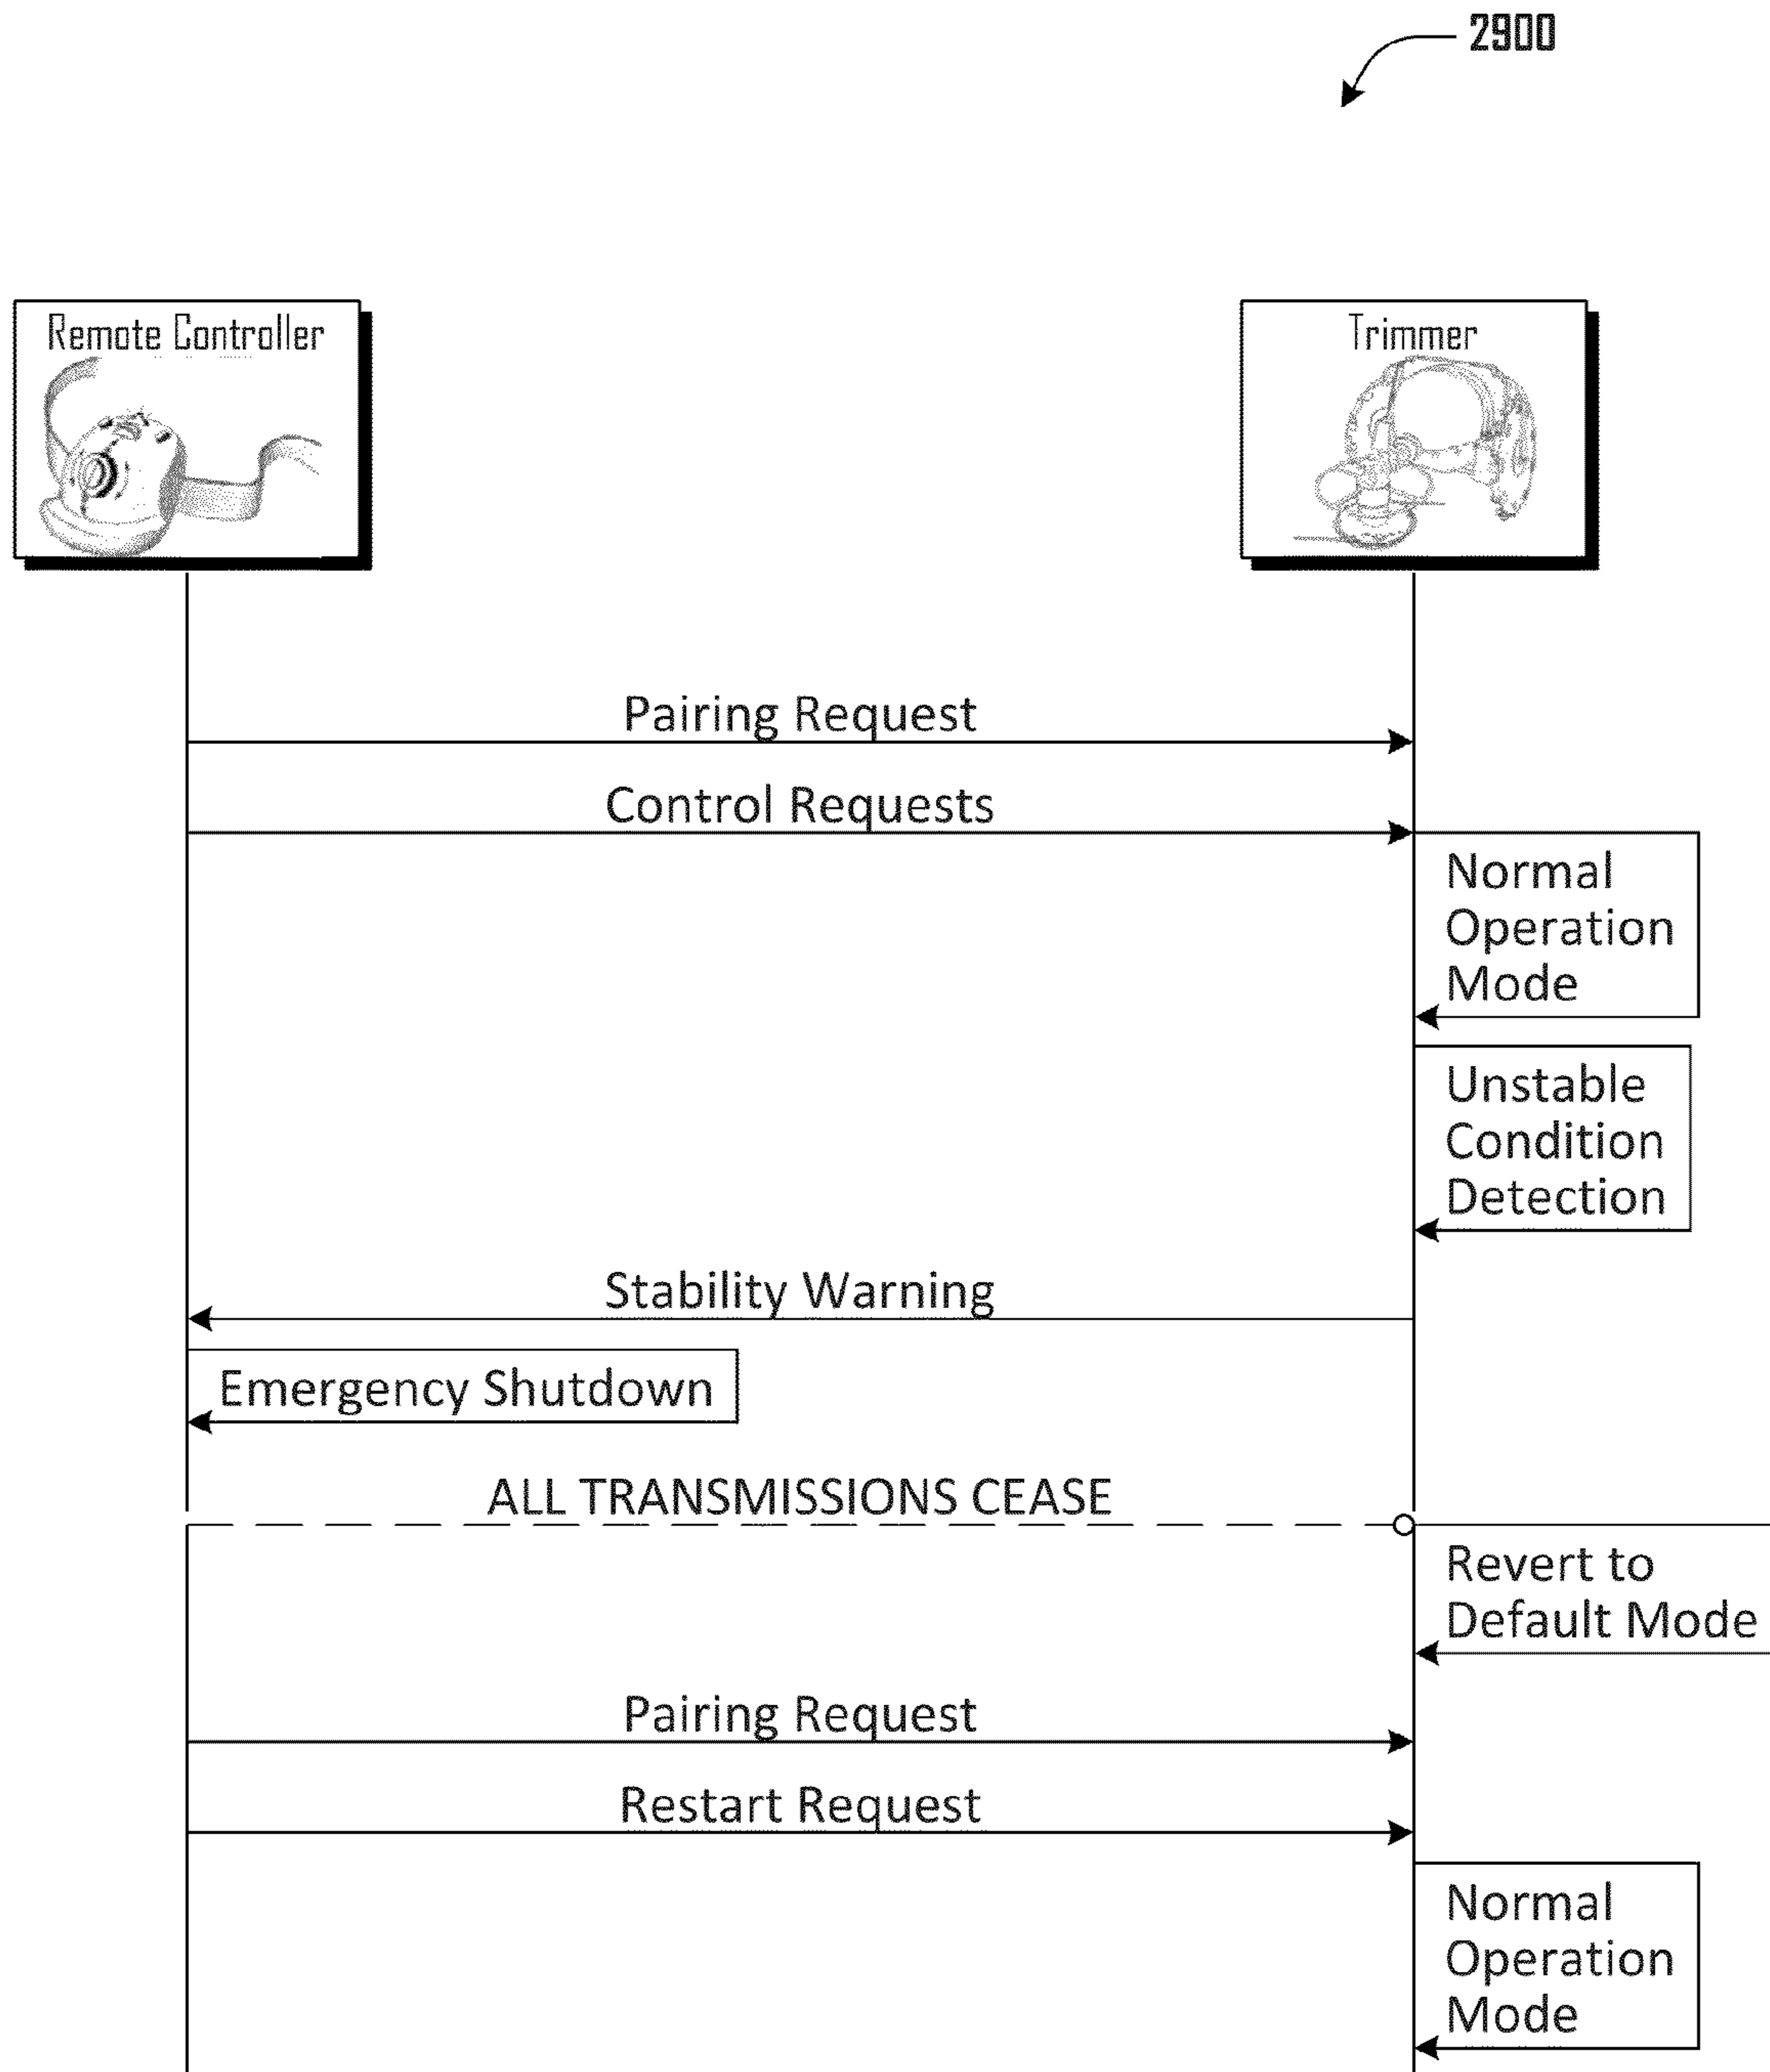 2900
Remote Controller
Trimmer
Pairing Request
Control Requests
Normal
Operation
Mode
Unstable
Condition
Detection
Stability Warning
Emergency Shutdown
ALL TRANSMISSIONS CEASE
Revert to
Default Mode
Pairing Request
Restart Request
Normal
Operation
Mode